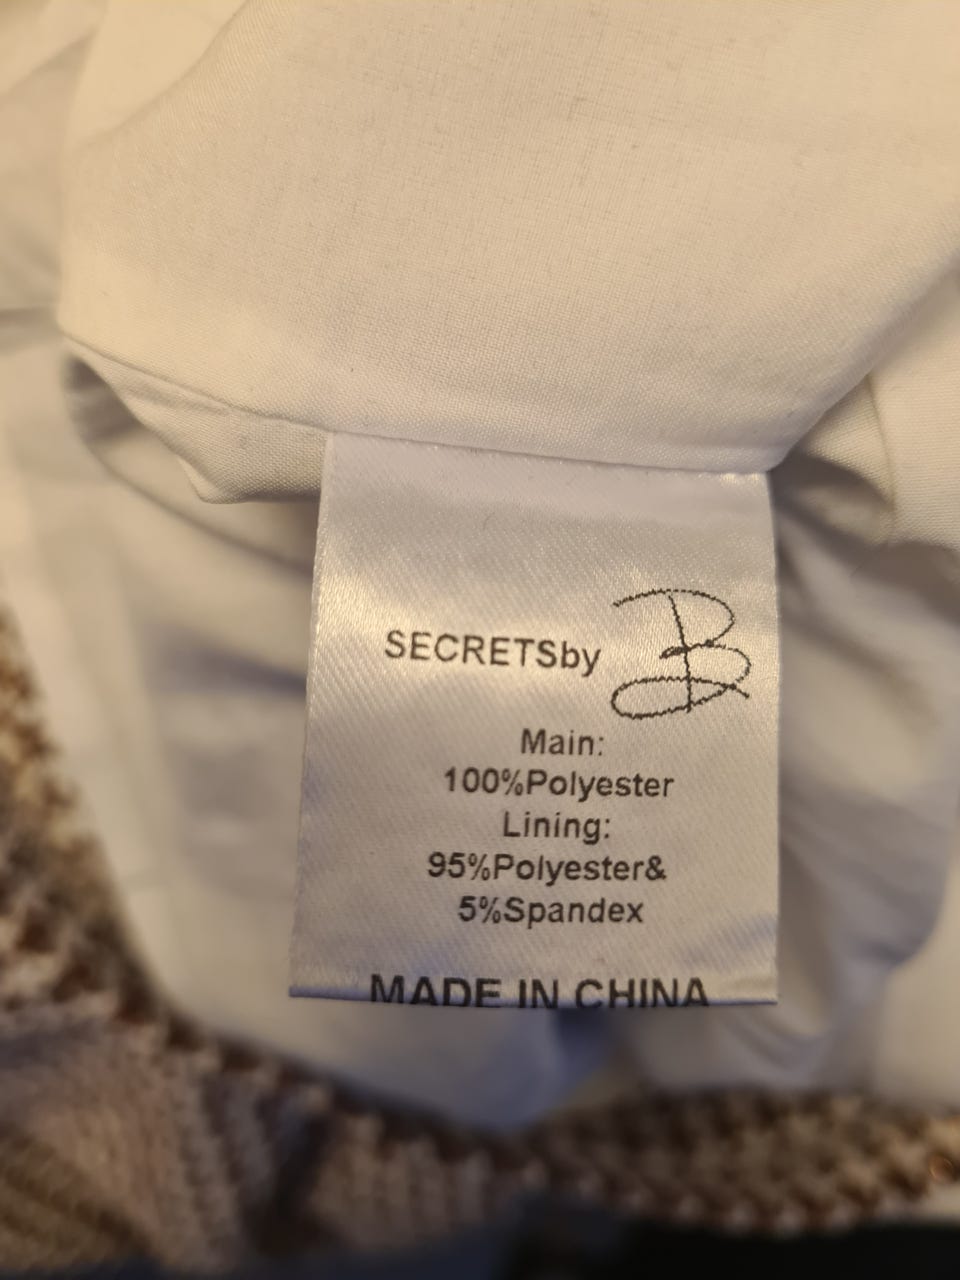 SECRETSby B
Main:
100%Polyester
Lining:
95%Polyester&
5%Spandex
MADE IN CHINA